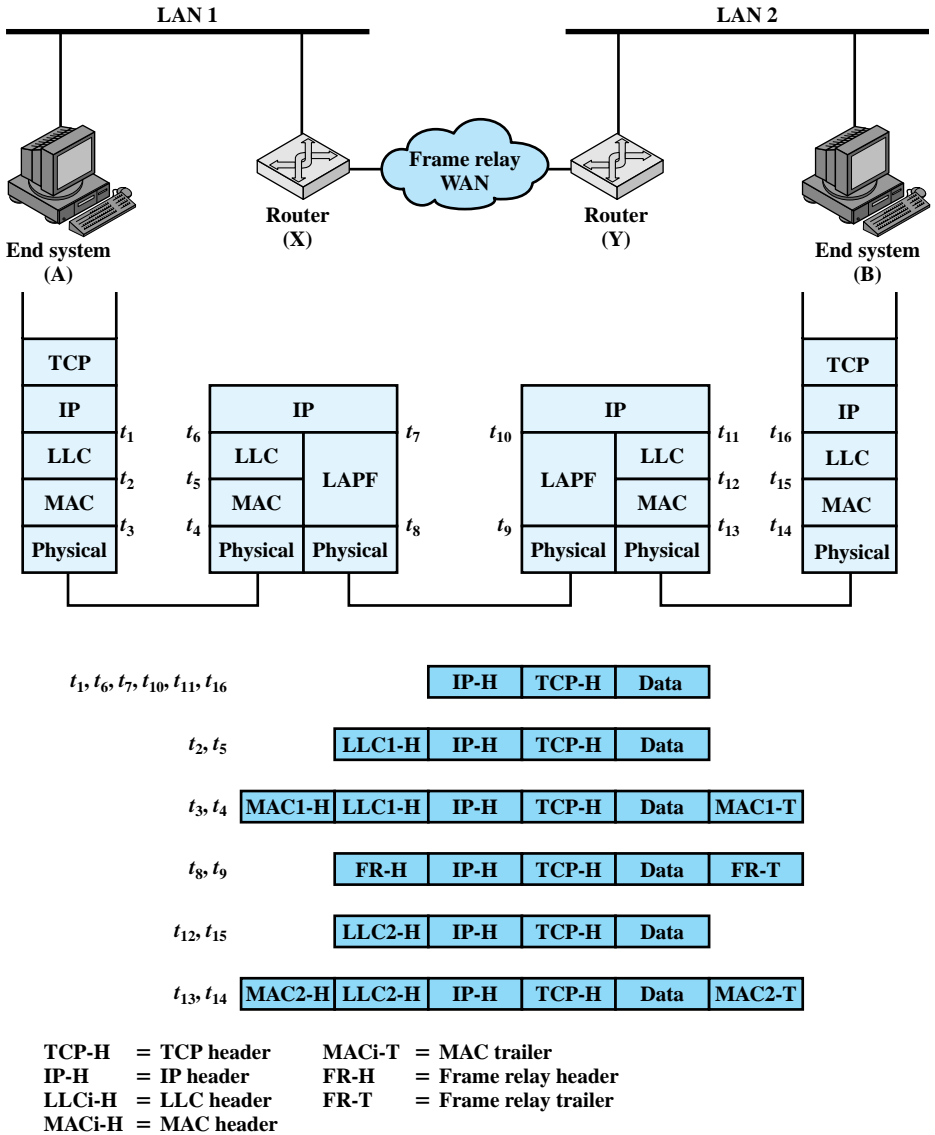 LAN 1 LAN 2
Frame relay
WAN
Router
(X)
Router
(Y)
End system
(A)
End system
(B)
TCP TCP
IP IP IP IP
t1 t6 t7 t10 t11 t16
LLC LLC LAPF LAPF LLC LLC
t2 t5 t12 t15
MAC MAC MAC MAC
t3 t4 t8 t9 t13 t14
Physical Physical Physical Physical Physical Physical
t1, t6, t7, t10, t11, t16 IP-H TCP-H Data
t2, t5 LLC1-H IP-H TCP-H Data
t3, t4 MAC1-H LLC1-H IP-H TCP-H Data MAC1-T
t8, t9 FR-H IP-H TCP-H Data FR-T
t12, t15 LLC2-H IP-H TCP-H Data
t13, t14 MAC2-H LLC2-H IP-H TCP-H Data MAC2-T
TCP-H = TCP header MACi-T = MAC trailer
IP-H = IP header FR-H = Frame relay header
LLCi-H = LLC header FR-T = Frame relay trailer
MACi-H = MAC header